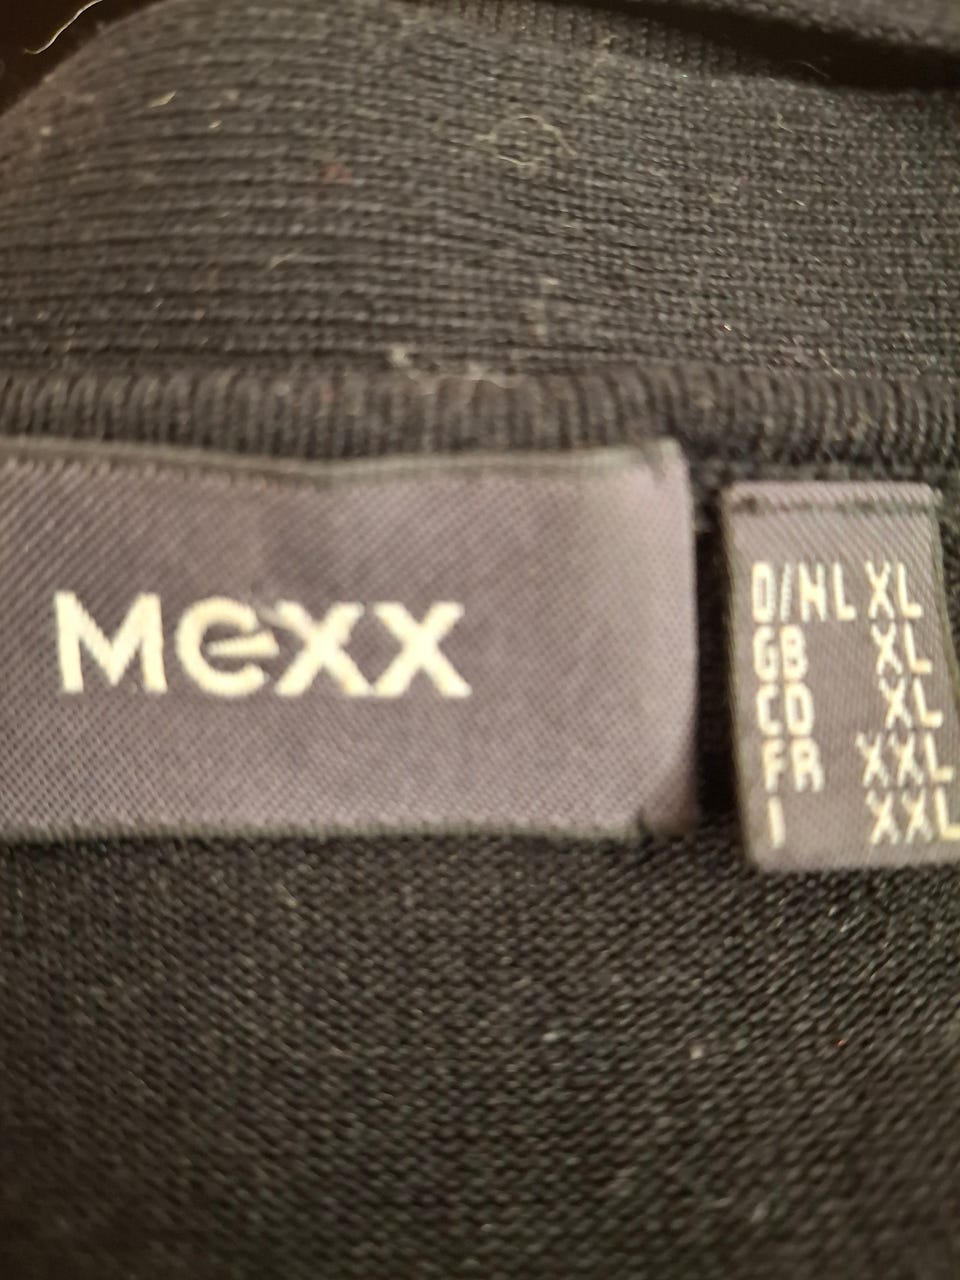 Mexx
D/NL XL
GB XL
CD XL
FR XXL
I XXL